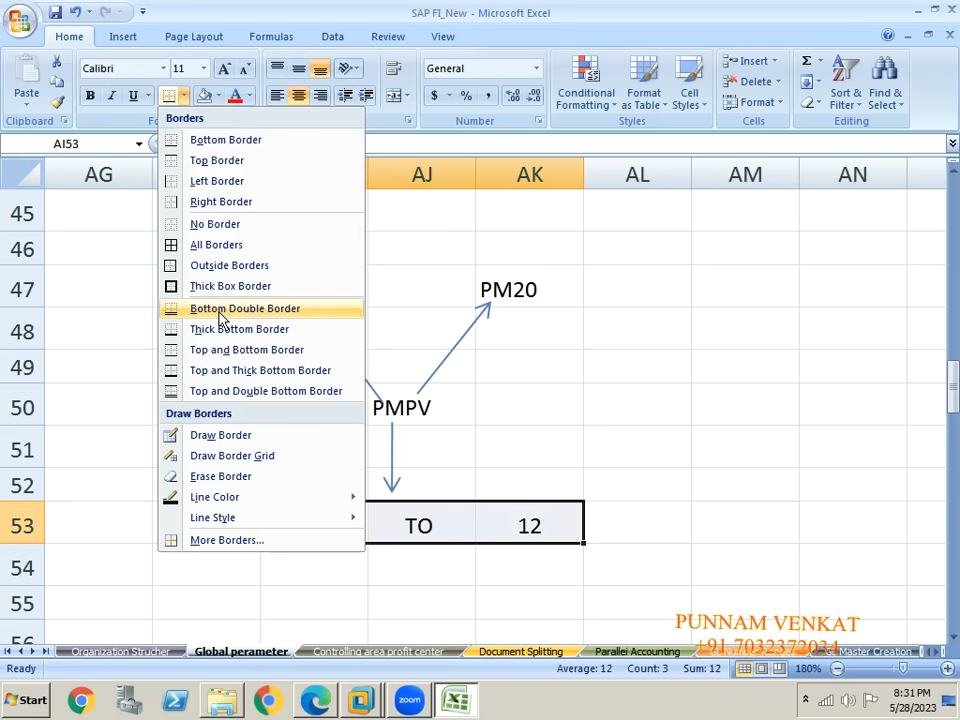 SAP FI_New - Microsoft Excel
Home Insert Page Layout Formulas Data Review View
Paste
Calibri 11 A A
General
Insert
Delete
Format
B I U A
$ % ,
Conditional Formatting
Format as Table
Cell Styles
Sort & Filter
Find & Select
Clipboard Number Styles Cells Editing
AI53
Borders
Bottom Border
Top Border
Left Border
Right Border
No Border
All Borders
Outside Borders
Thick Box Border
Bottom Double Border
Thick Bottom Border
Top and Bottom Border
Top and Thick Bottom Border
Top and Double Bottom Border
Draw Borders
Draw Border
Draw Border Grid
Erase Border
Line Color
Line Style
More Borders...
AG AJ AK AL AM AN
45
46
47 PM20
48
49
50 PMPV
51
52
53 TO 12
54
55
56
PUNNAM VENKAT
+91 7032372034
Organization Strucher Global perameter Controlling area profit center Document Splitting Parallel Accounting Master Creation
Ready Average: 12 Count: 3 Sum: 12 180%
Start zoom 8:31 PM
5/28/2023